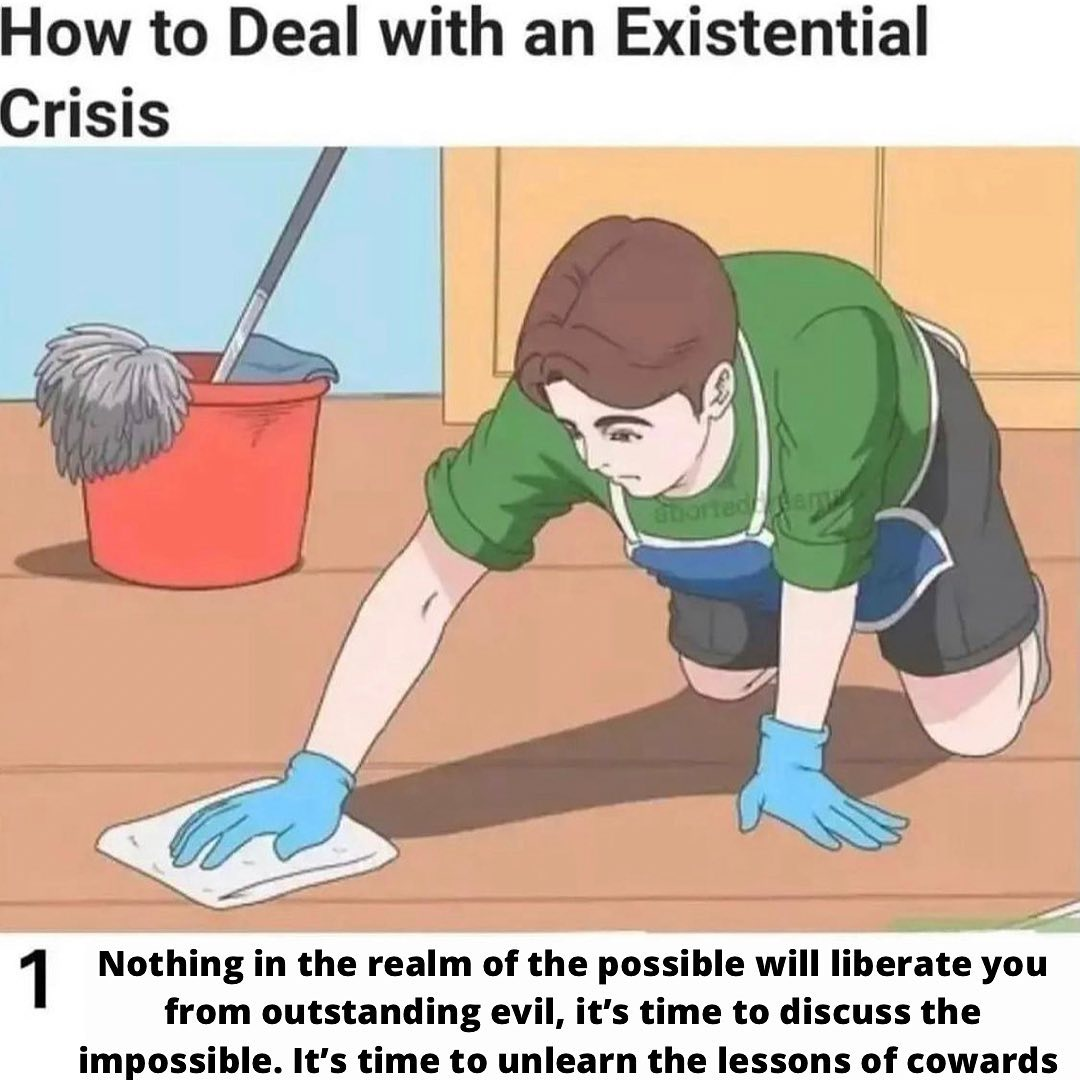 How to Deal with an Existential
Crisis
1 Nothing in the realm of the possible will liberate you
from outstanding evil, it’s time to discuss the
impossible. It’s time to unlearn the lessons of cowards